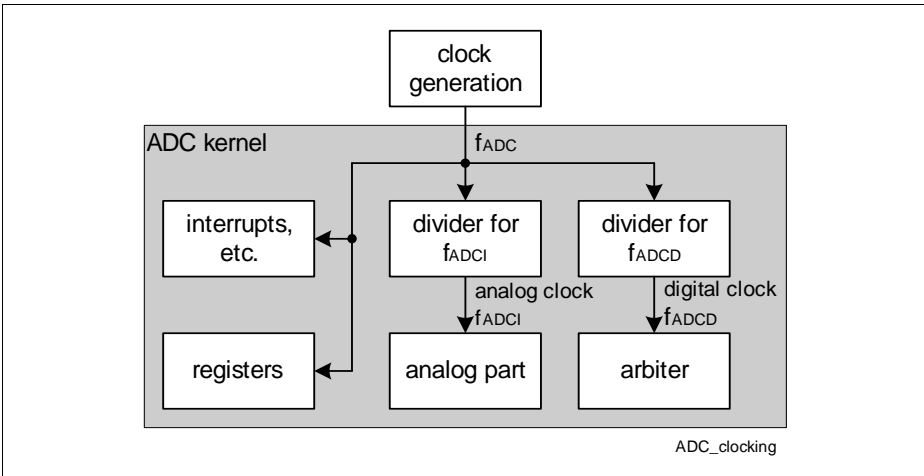 clock
generation
ADC kernel
fADC
interrupts,
etc.
divider for
fADCI
divider for
fADCD
analog clock
fADCI
digital clock
fADCD
registers
analog part
arbiter
ADC_clocking